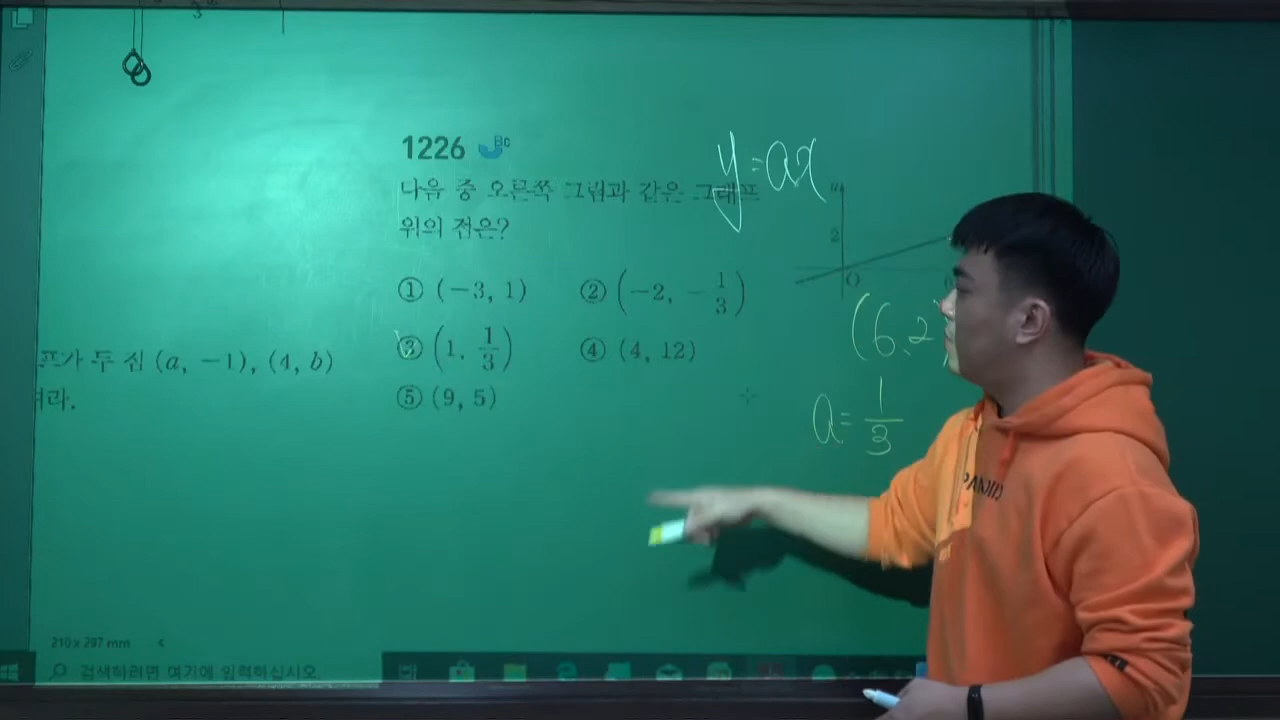 1226
다음 중 오른쪽 그림과 같은 그래프
위의 점은?
① (−3, 1) ② (−2, −1/3)
③ (1, 1/3) ④ (4, 12)
⑤ (9, 5)
y=ax
2
O
(6,2)
a=1/3
(a, −1), (4, b)
라.
210 x 297 mm
검색하려면 여기에 입력하십시오